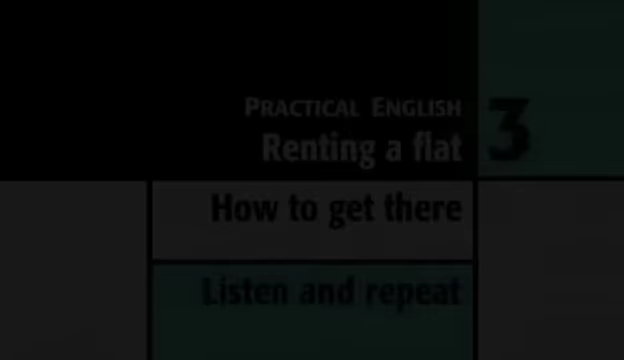 PRACTICAL ENGLISH
Renting a flat
3
How to get there
Listen and repeat